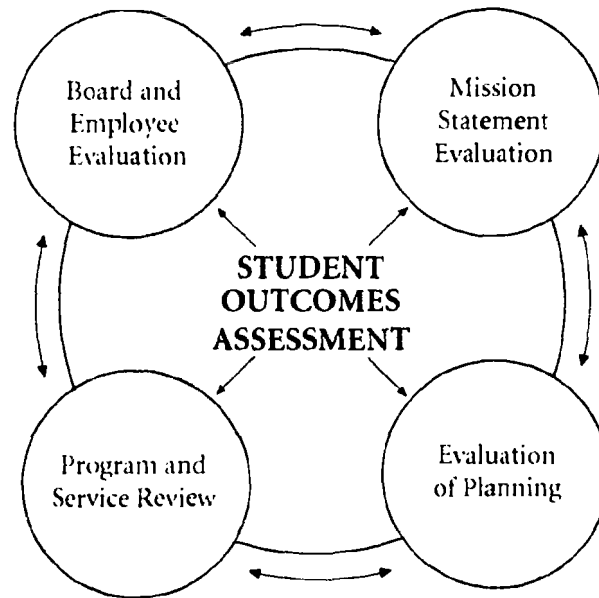 Board and
Employee
Evaluation
Mission
Statement
Evaluation
STUDENT
OUTCOMES
ASSESSMENT
Program and
Service Review
Evaluation
of Planning